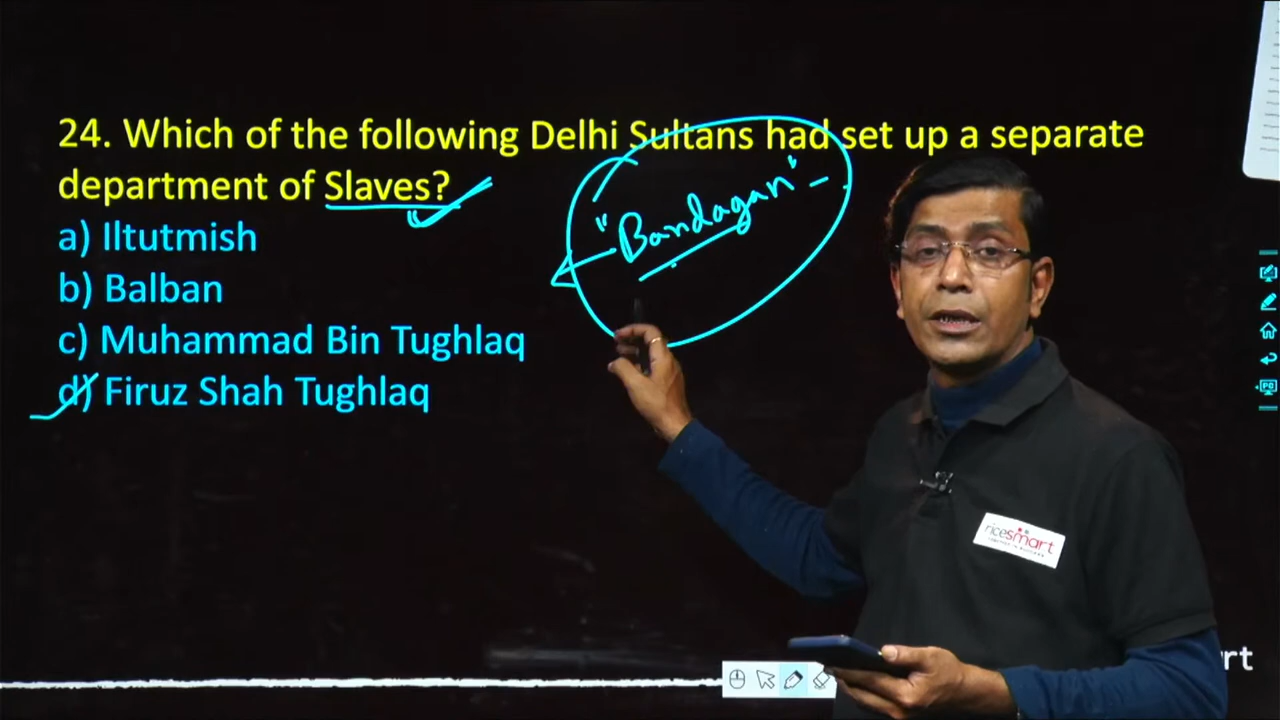 24. Which of the following Delhi Sultans had set up a separate
department of Slaves?
a) Iltutmish
b) Balban
c) Muhammad Bin Tughlaq
d) Firuz Shah Tughlaq
"Bandagan" -
ricesmart
rt